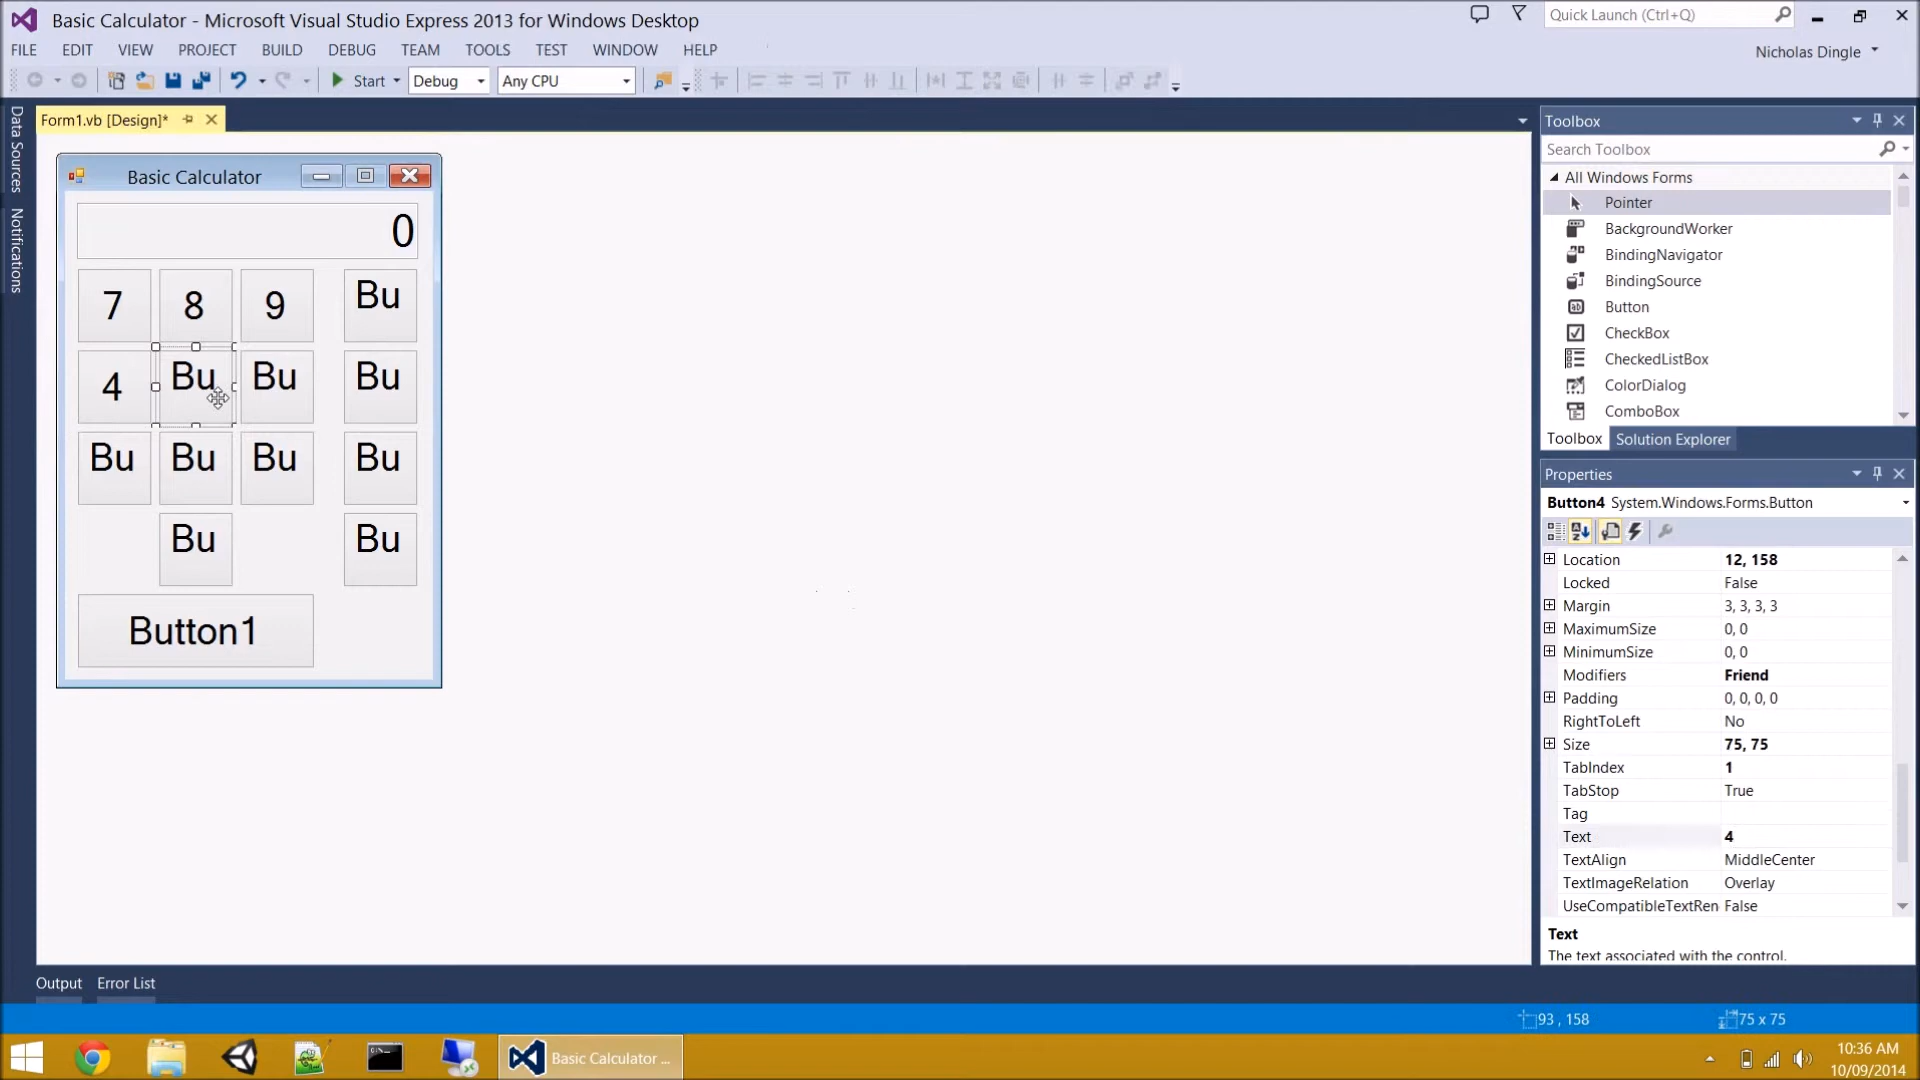 Basic Calculator - Microsoft Visual Studio Express 2013 for Windows Desktop
Quick Launch (Ctrl+Q)
FILE EDIT VIEW PROJECT BUILD DEBUG TEAM TOOLS TEST WINDOW HELP
Nicholas Dingle
Start Debug Any CPU
Data Sources
Notifications
Form1.vb [Design]*
Basic Calculator
0
7 8 9 Bu
4 Bu Bu Bu
Bu Bu Bu Bu
Bu Bu
Button1
Toolbox
Search Toolbox
All Windows Forms
Pointer
BackgroundWorker
BindingNavigator
BindingSource
Button
CheckBox
CheckedListBox
ColorDialog
ComboBox
Toolbox Solution Explorer
Properties
Button4 System.Windows.Forms.Button
Location 12, 158
Locked False
Margin 3, 3, 3, 3
MaximumSize 0, 0
MinimumSize 0, 0
Modifiers Friend
Padding 0, 0, 0, 0
RightToLeft No
Size 75, 75
TabIndex 1
TabStop True
Tag
Text 4
TextAlign MiddleCenter
TextImageRelation Overlay
UseCompatibleTextRen False
Text
The text associated with the control.
Output Error List
93 , 158 75 x 75
Basic Calculator ...
10:36 AM
10/09/2014